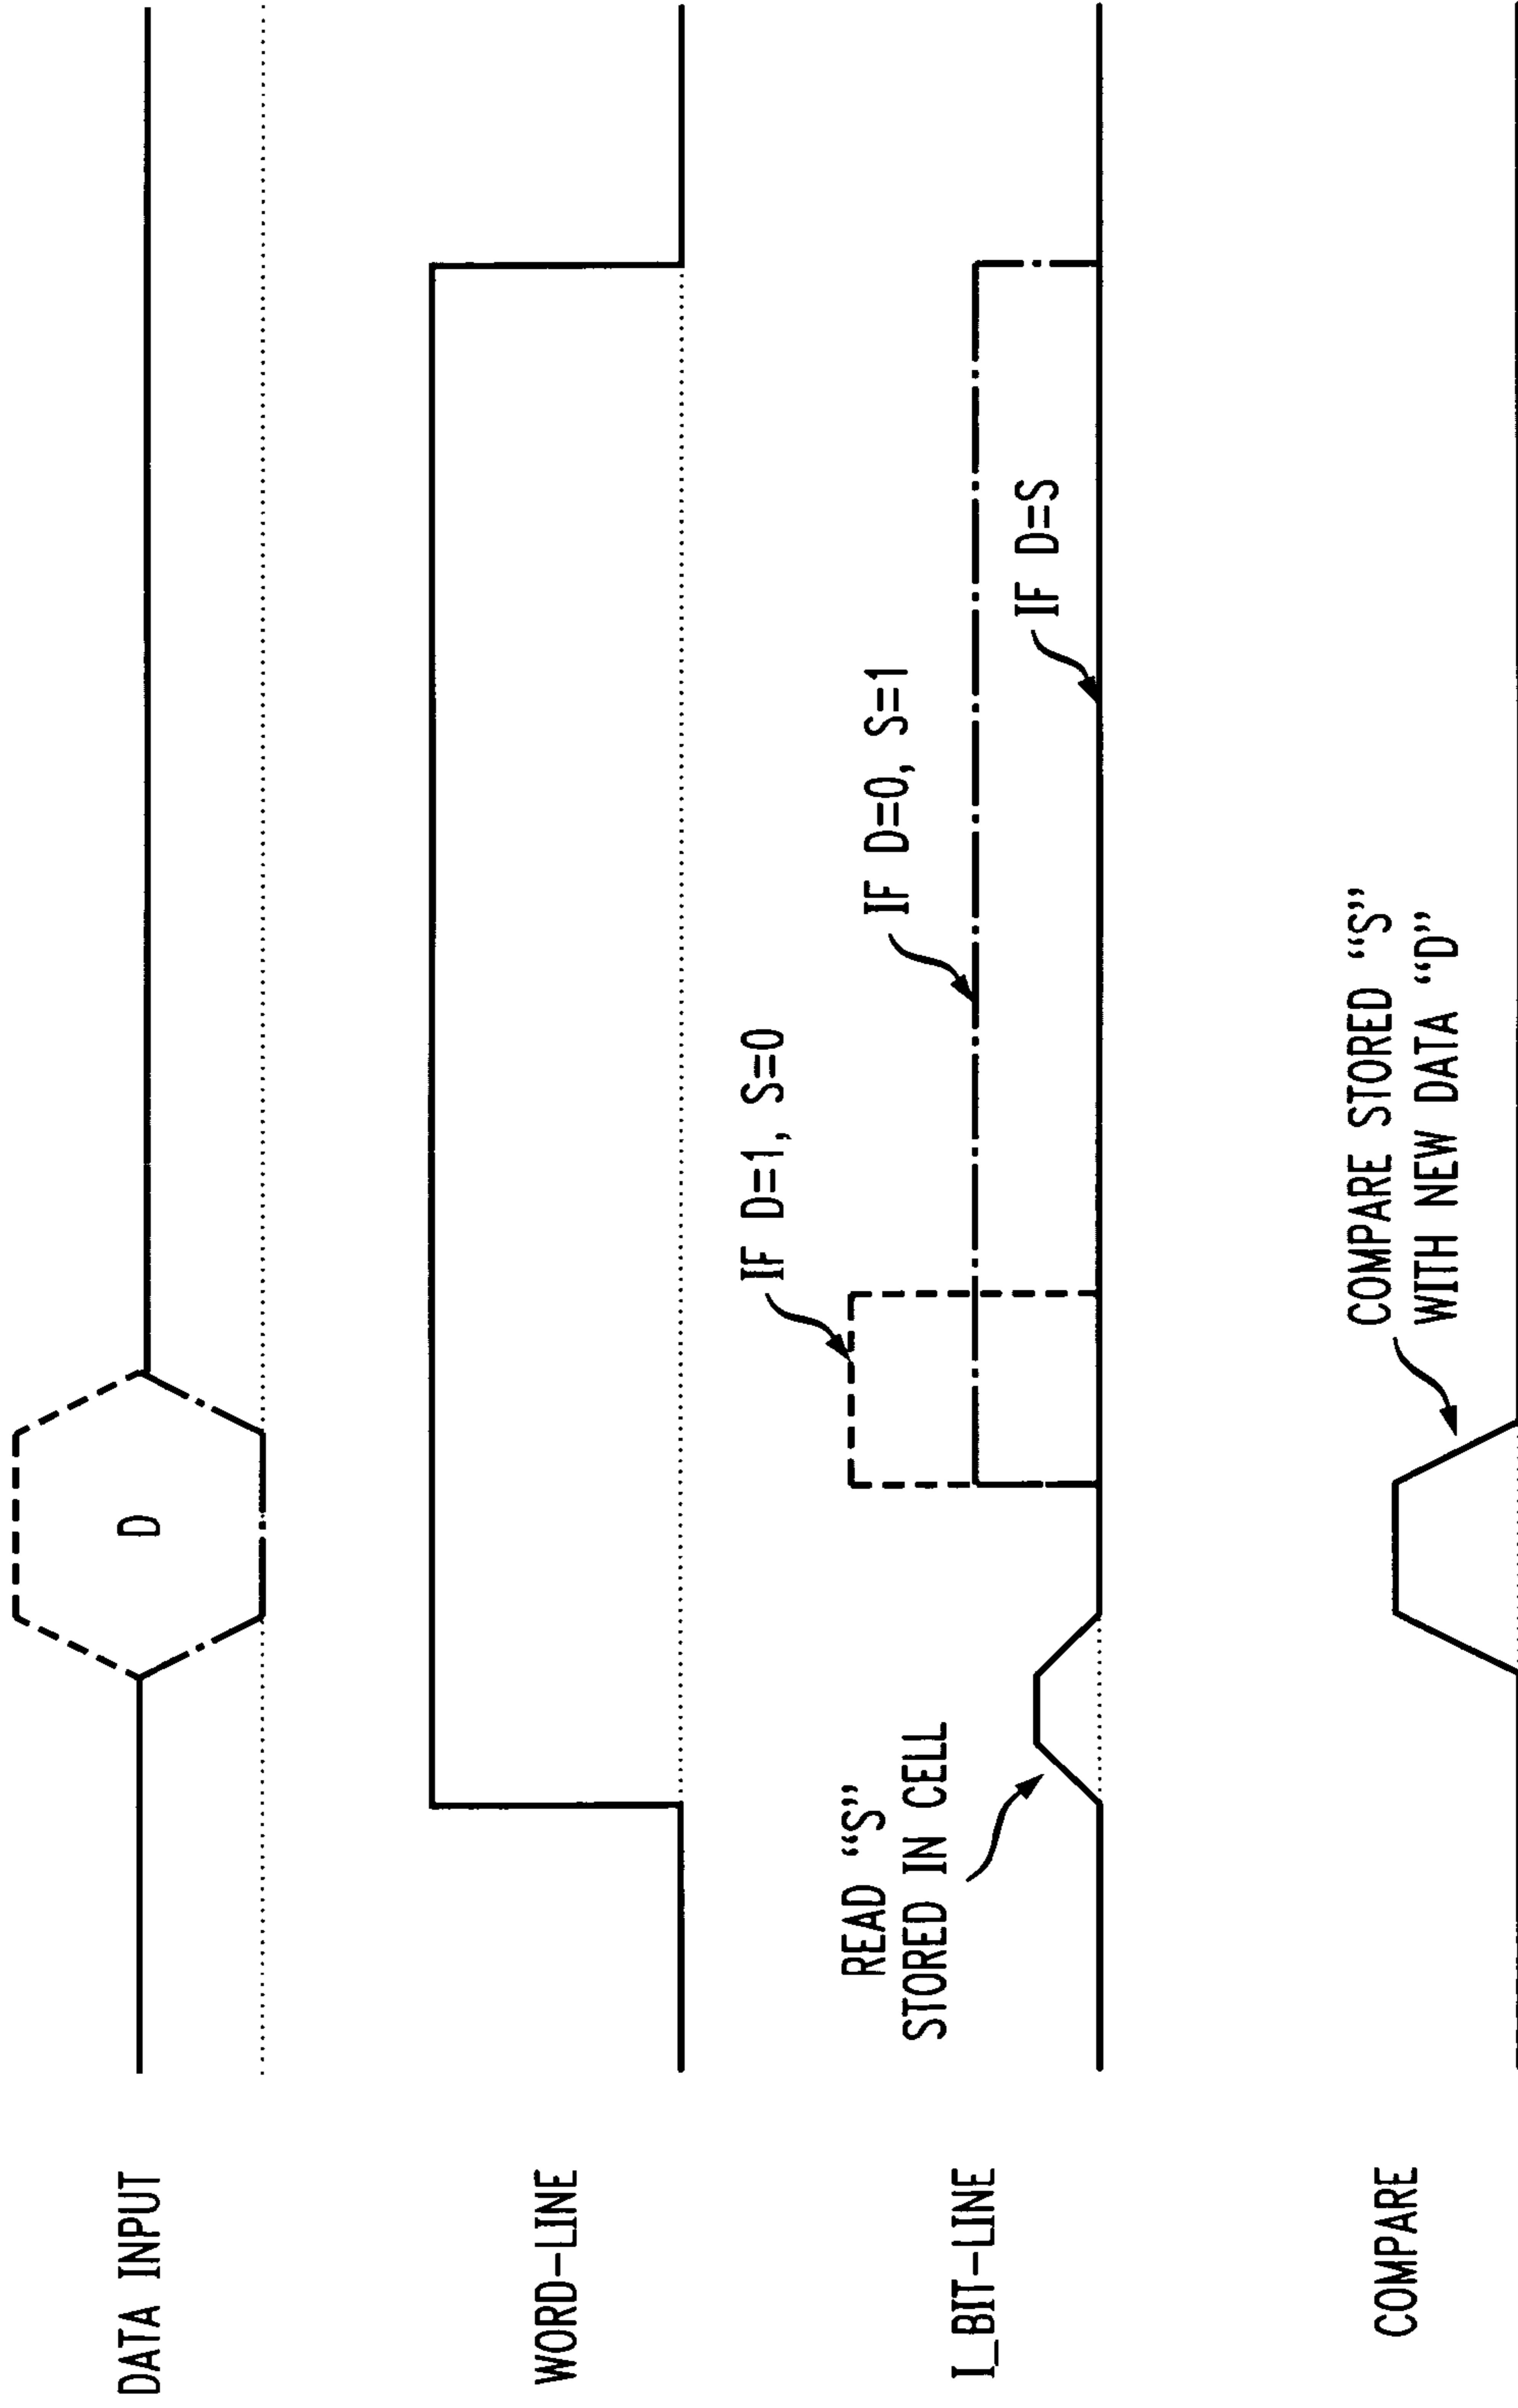 DATA INPUT
D
WORD-LINE
IF D=1, S=0
READ “S”
STORED IN CELL
IF D=0, S=1
I_BIT-LINE
IF D=S
COMPARE STORED “S”
WITH NEW DATA “D”
COMPARE